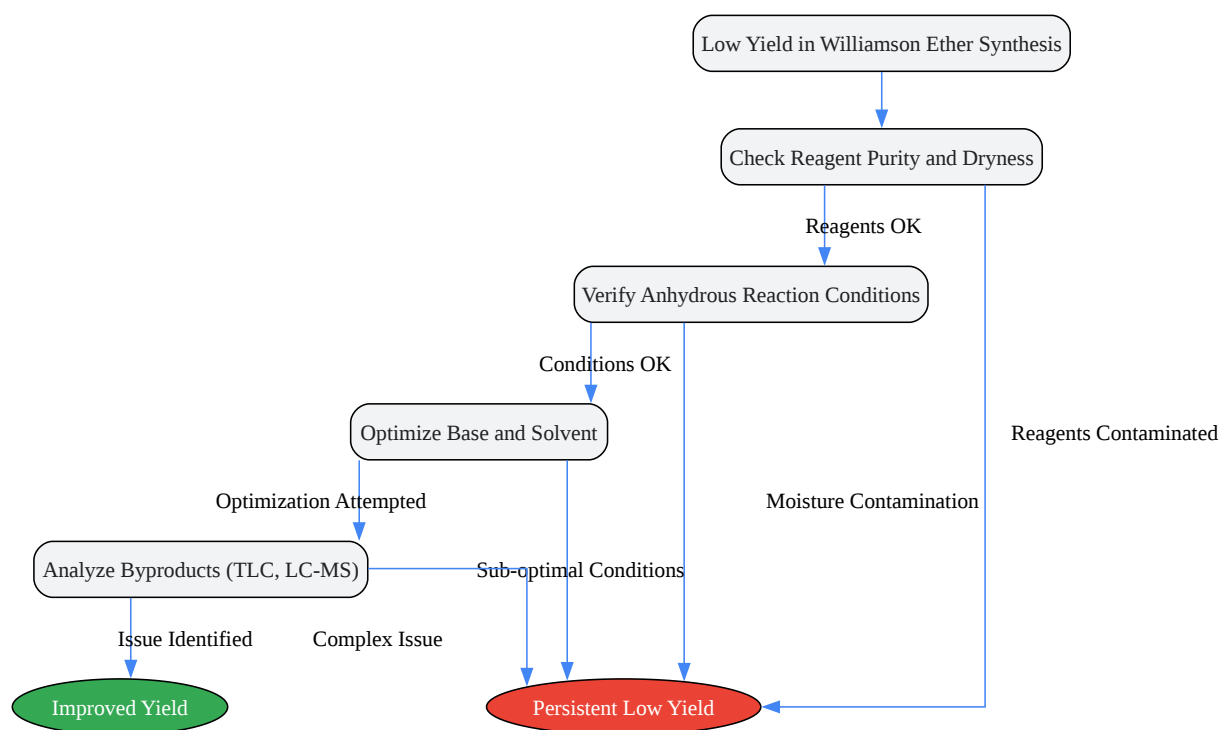 Low Yield in Williamson Ether Synthesis
Check Reagent Purity and Dryness
Reagents OK
Verify Anhydrous Reaction Conditions
Conditions OK
Optimize Base and Solvent
Reagents Contaminated
Optimization Attempted
Moisture Contamination
Analyze Byproducts (TLC, LC-MS)
Sub-optimal Conditions
Issue Identified
Complex Issue
Improved Yield
Persistent Low Yield